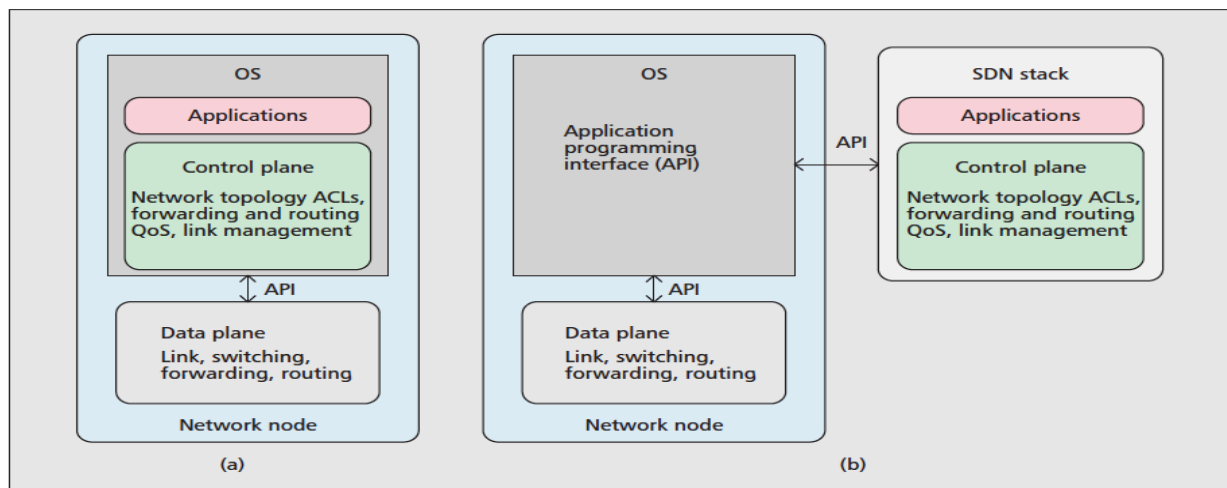 OS
Applications
Control plane
Network topology ACLs,
forwarding and routing
QoS, link management
API
Data plane
Link, switching,
forwarding, routing
Network node
(a)
OS
Application
programming
interface (API)
API
Data plane
Link, switching,
forwarding, routing
Network node
API
SDN stack
Applications
Control plane
Network topology ACLs,
forwarding and routing
QoS, link management
(b)